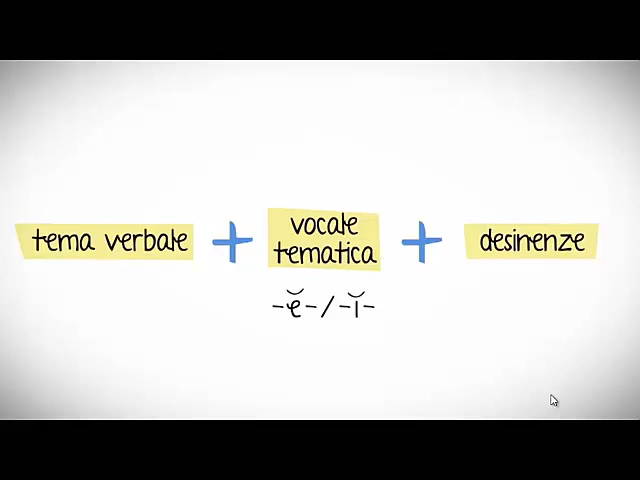 tema verbale + vocale tematica + desinenze
-ĕ-/-ĭ-